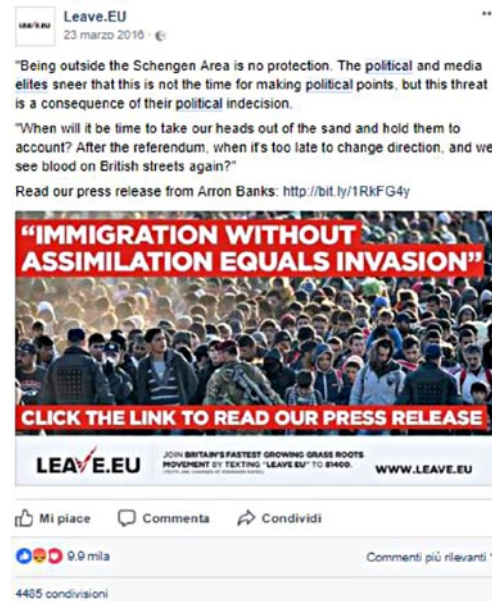 Leave.EU
23 marzo 2016 ·
"Being outside the Schengen Area is no protection. The political and media
elites sneer that this is not the time for making political points, but this threat
is a consequence of their political indecision.
"When will it be time to take our heads out of the sand and hold them to
account? After the referendum, when it's too late to change direction, and we
see blood on British streets again?"
Read our press release from Arron Banks: http://bit.ly/1RkFG4y
"IMMIGRATION WITHOUT
ASSIMILATION EQUALS INVASION"
CLICK THE LINK TO READ OUR PRESS RELEASE
LEAVE.EU
JOIN BRITAIN'S FASTEST GROWING GRASS ROOTS
MOVEMENT BY TEXTING "LEAVE EU" TO 81400.
WWW.LEAVE.EU
Mi piace
Commenta
Condividi
9,9 mila
Commenti più rilevanti
4485 condivisioni